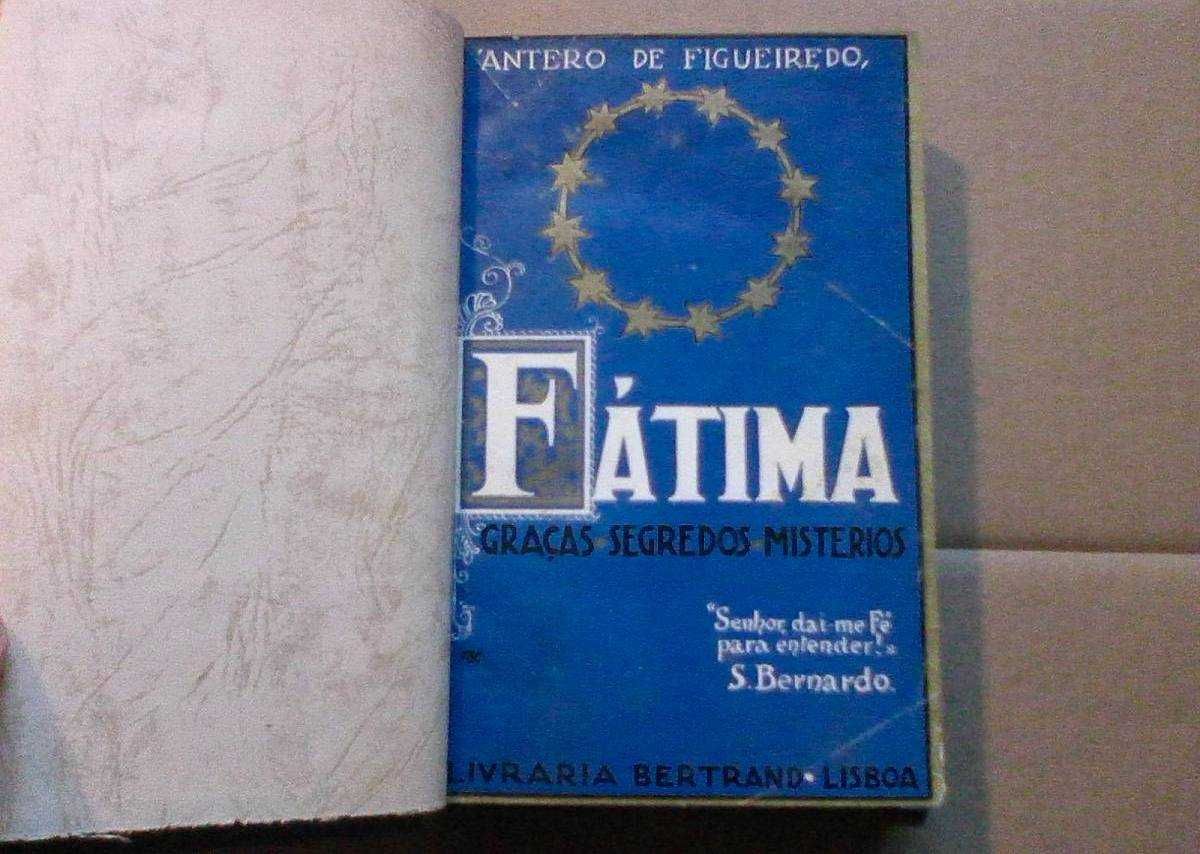 ANTERO DE FIGUEIREDO,
FÁTIMA
GRAÇAS-SEGREDOS-MISTERIOS
"Senhor, dai-me Fé
para entender!"
S. Bernardo.
LIVRARIA BERTRAND · LISBOA